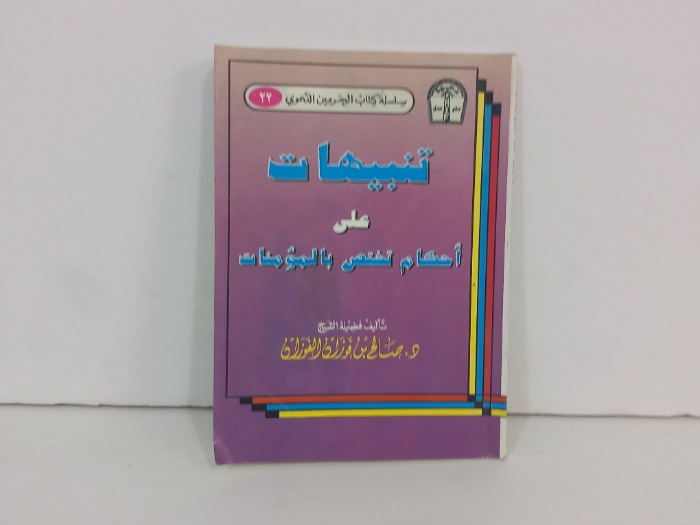 سلسلة كتاب الحرمين الدعوي ٢٢
تنبيهات
على
أحكام تختص بالمؤمنات
تأليف فضيلة الشيخ
د. صالح بن فوزان الفوزان